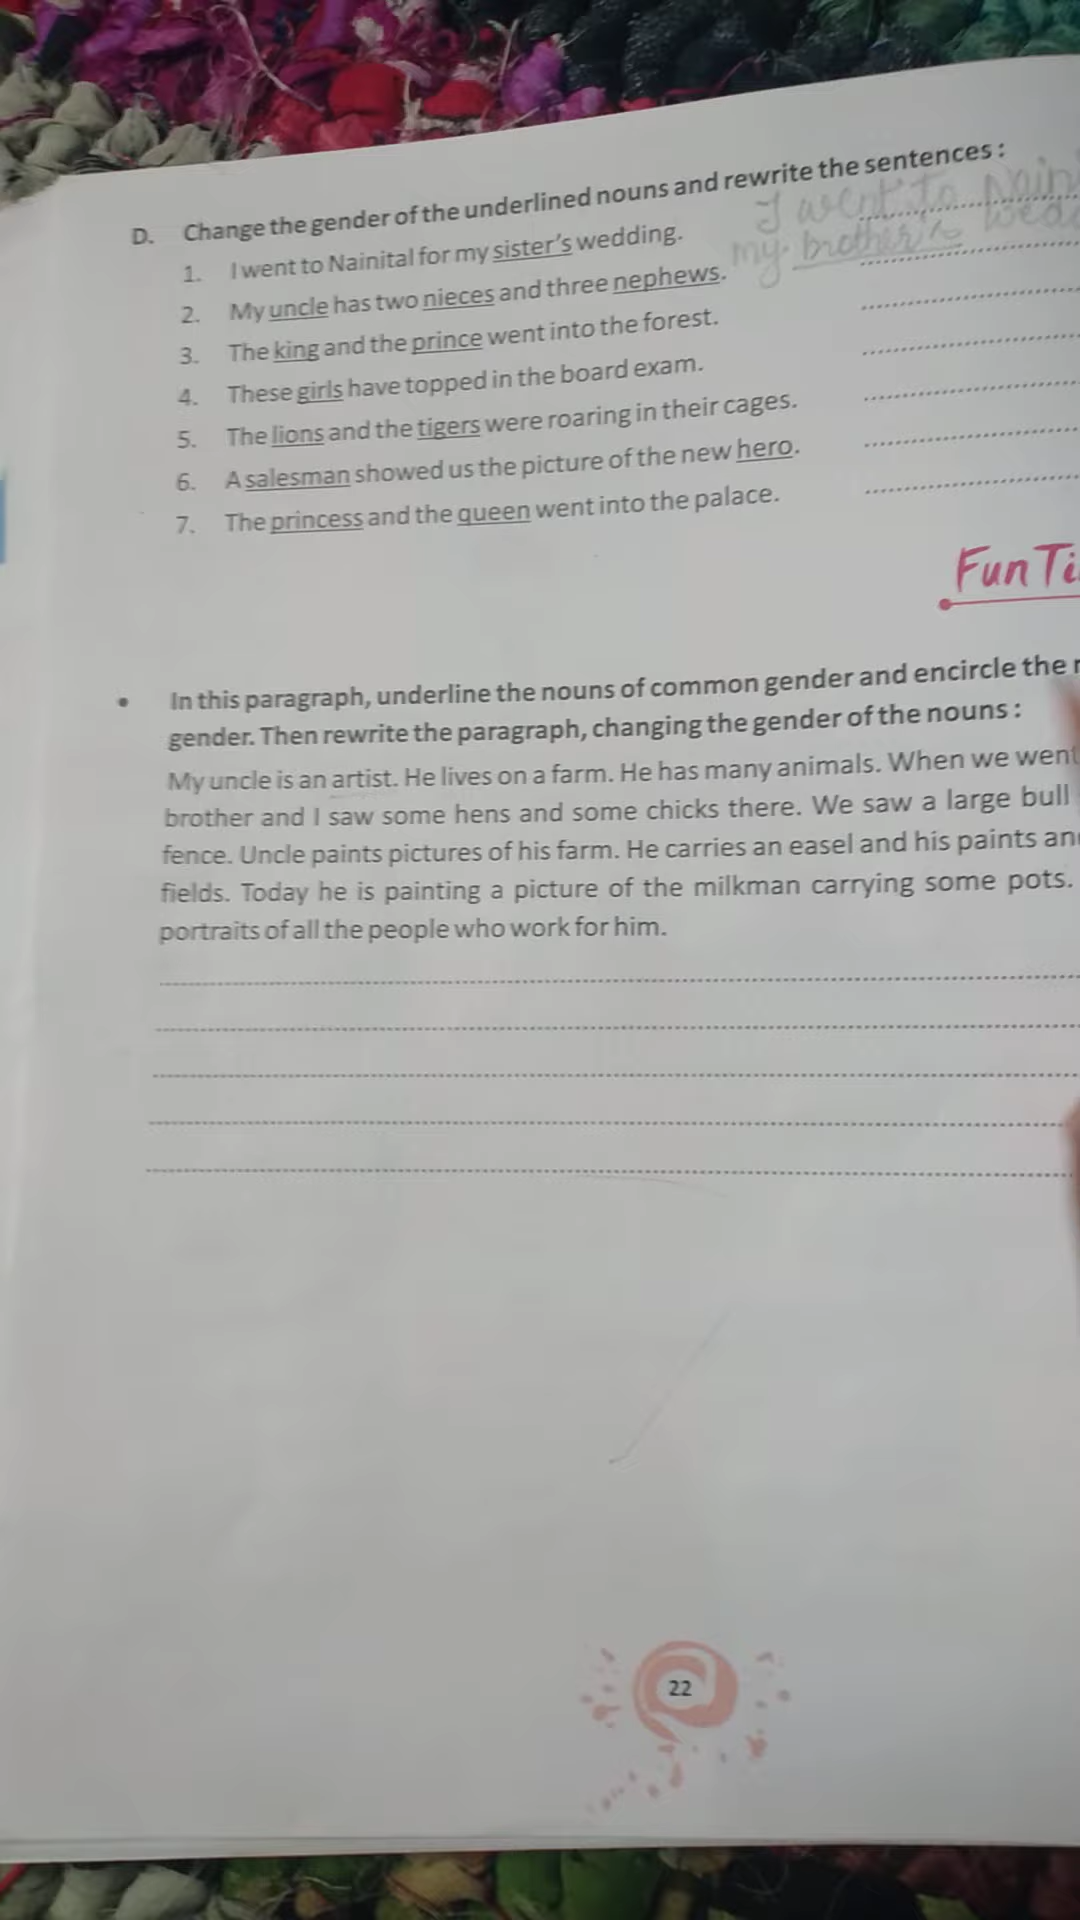 D. Change the gender of the underlined nouns and rewrite the sentences :
1. I went to Nainital for my sister's wedding.
I went to
my brother's
2. My uncle has two nieces and three nephews.
3. The king and the prince went into the forest.
4. These girls have topped in the board exam.
5. The lions and the tigers were roaring in their cages.
6. A salesman showed us the picture of the new hero.
7. The princess and the queen went into the palace.
Fun
• In this paragraph, underline the nouns of common gender and encircle the
gender. Then rewrite the paragraph, changing the gender of the nouns :
My uncle is an artist. He lives on a farm. He has many animals. When we went
brother and I saw some hens and some chicks there. We saw a large bull
fence. Uncle paints pictures of his farm. He carries an easel and his paints
fields. Today he is painting a picture of the milkman carrying some pots.
portraits of all the people who work for him.
22